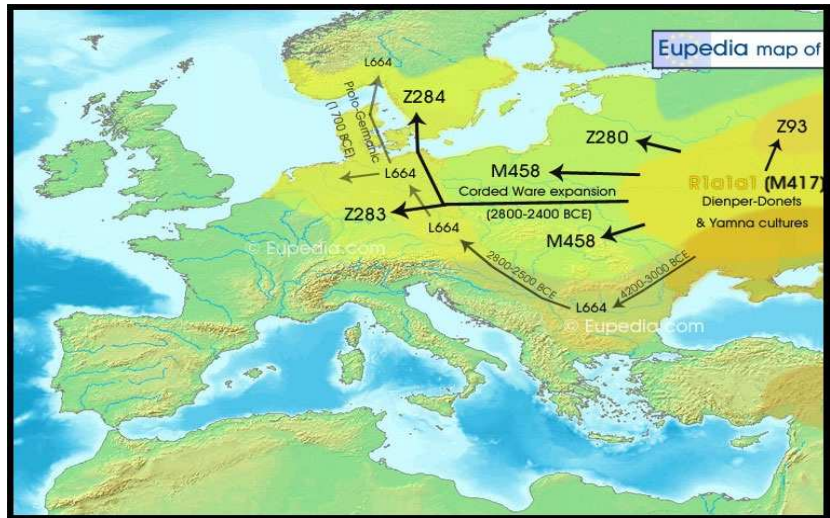 Eupedia map of
L664
Z284
Proto-Germanic
(1700 BCE)
Z93
Z280
M458
L664
R1a1a1 (M417)
Corded Ware expansion
Dienper-Donets
(2800-2400 BCE)
& Yamna cultures
Z283
L664
M458
© Eupedia.com
2800-2500 BCE
4200-3000 BCE
L664
© Eupedia.com